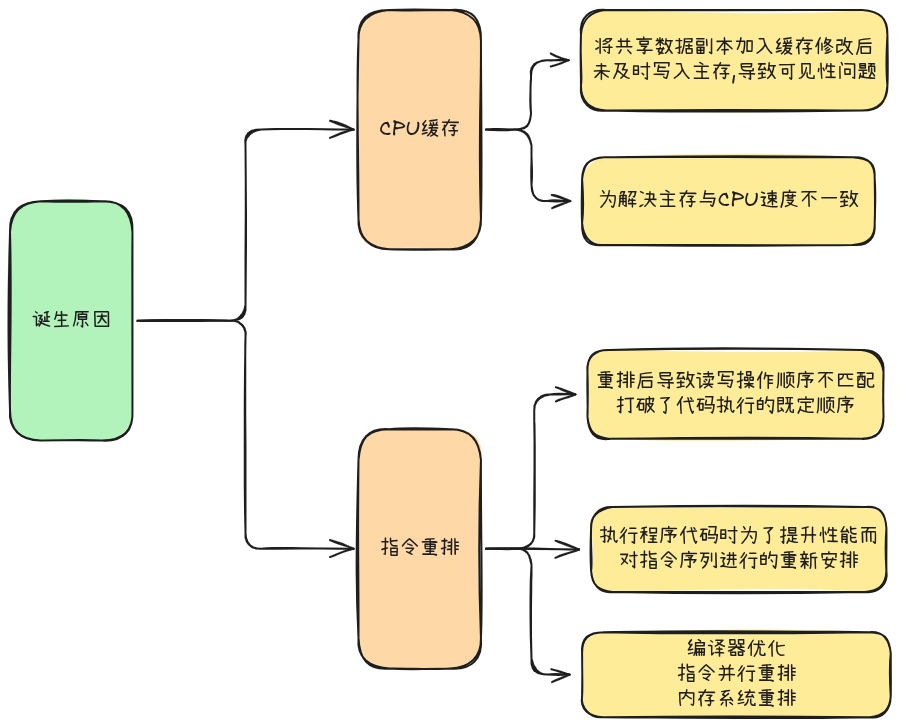 诞生原因
CPU缓存
将共享数据副本加入缓存修改后
未及时写入主存,导致可见性问题
为解决主存与CPU速度不一致
指令重排
重排后导致读写操作顺序不匹配
打破了代码执行的既定顺序
执行程序代码时为了提升性能而
对指令序列进行的重新安排
编译器优化
指令并行重排
内存系统重排